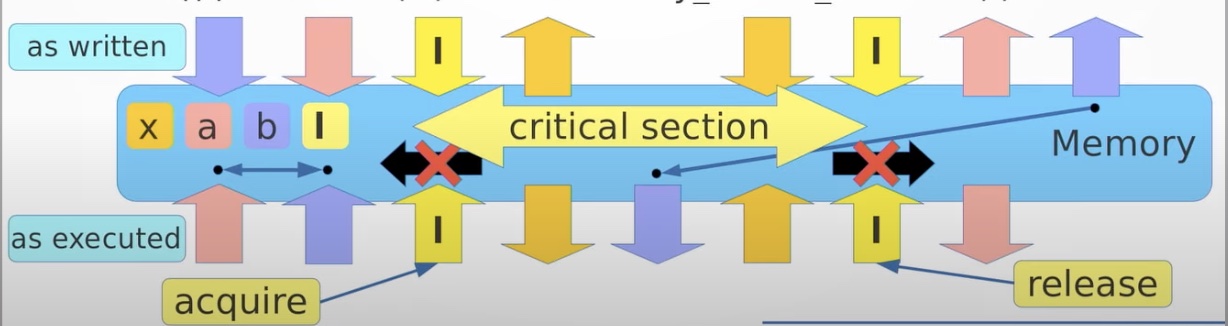 as written
l
l
x a b l
critical section
Memory
as executed
l
l
acquire
release